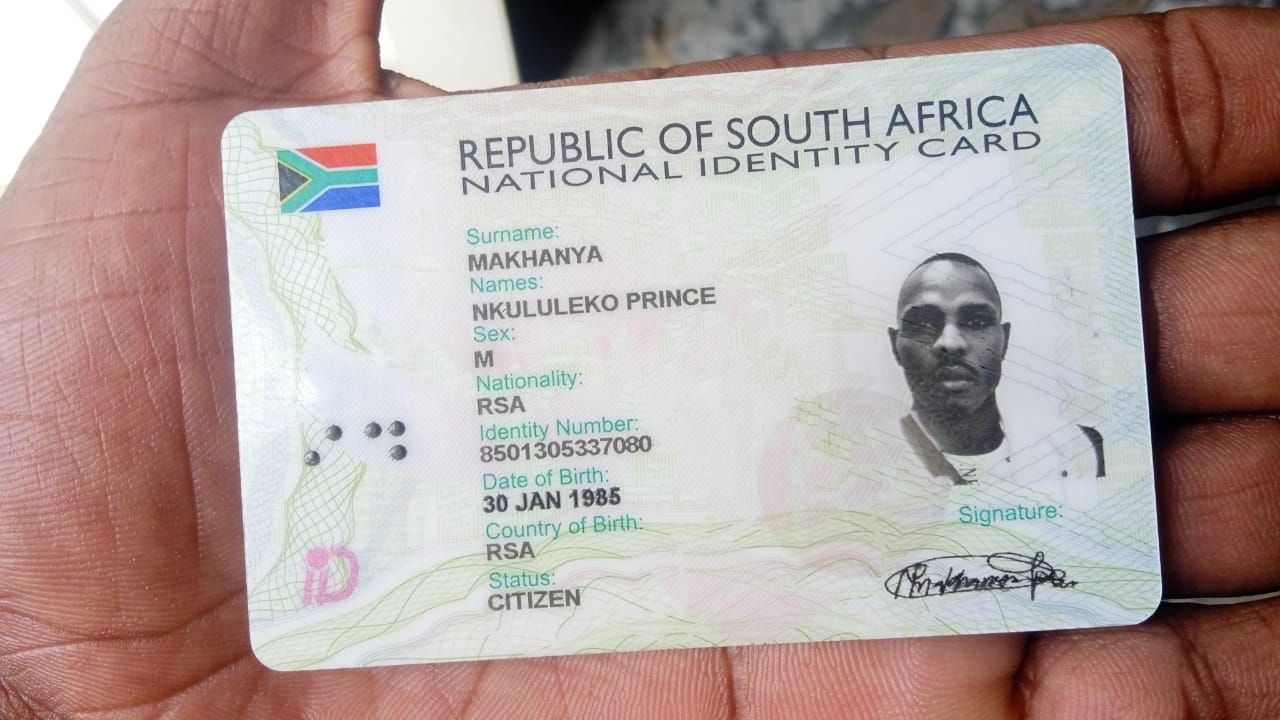 REPUBLIC OF SOUTH AFRICA
NATIONAL IDENTITY CARD
Surname:
MAKHANYA
Names:
NKULULEKO PRINCE
Sex:
M
Nationality:
RSA
Identity Number:
8501305337080
Date of Birth:
30 JAN 1985
Country of Birth:
RSA
Status:
CITIZEN
Signature:
iD